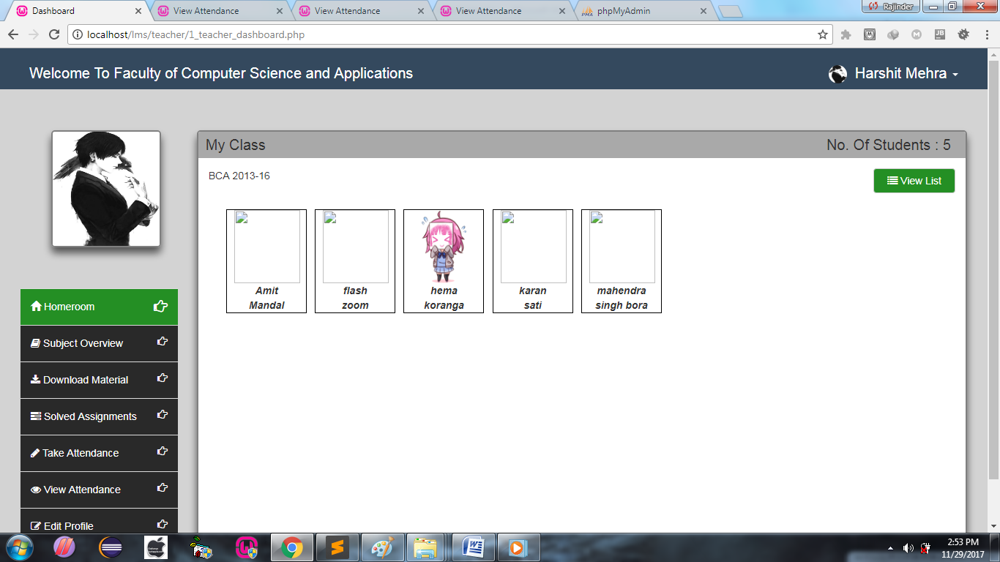 Dashboard
View Attendance
View Attendance
View Attendance
phpMyAdmin
Rajinder
localhost/lms/teacher/1_teacher_dashboard.php
Welcome To Faculty of Computer Science and Applications
Harshit Mehra
My Class
No. Of Students : 5
BCA 2013-16
View List
Amit
Mandal
flash
zoom
hema
koranga
karan
sati
mahendra
singh bora
Homeroom
Subject Overview
Download Material
Solved Assignments
Take Attendance
View Attendance
Edit Profile
2:53 PM
11/29/2017